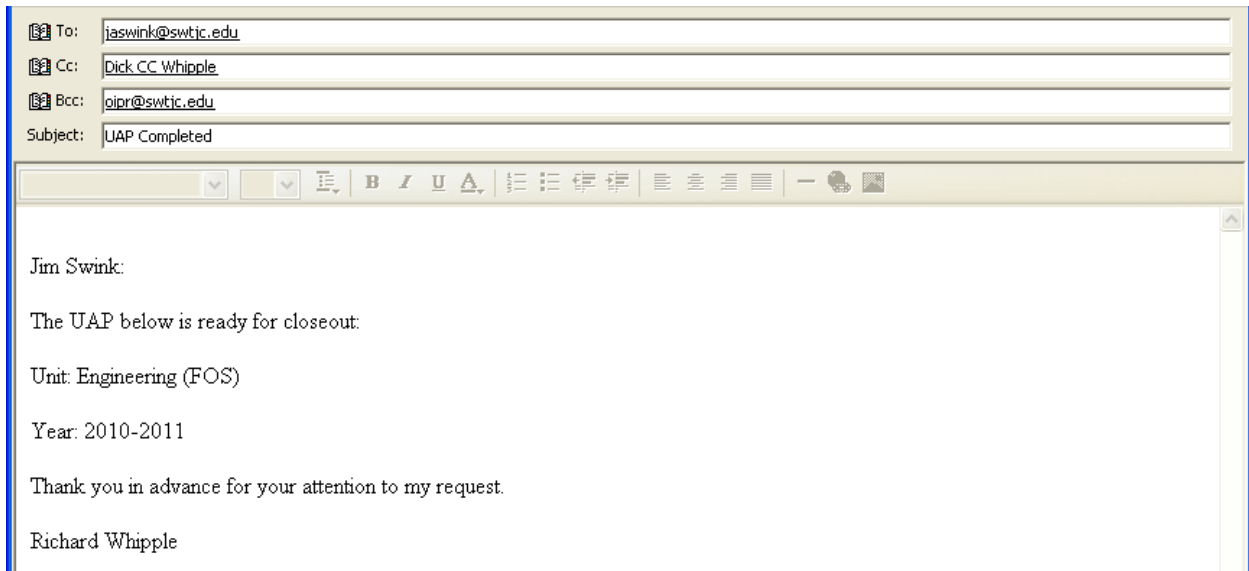 To: jaswink@swtjc.edu
Cc: Dick CC Whipple
Bcc: oipr@swtjc.edu
Subject: UAP Completed
B I U A
Jim Swink:
The UAP below is ready for closeout:
Unit: Engineering (FOS)
Year: 2010-2011
Thank you in advance for your attention to my request.
Richard Whipple